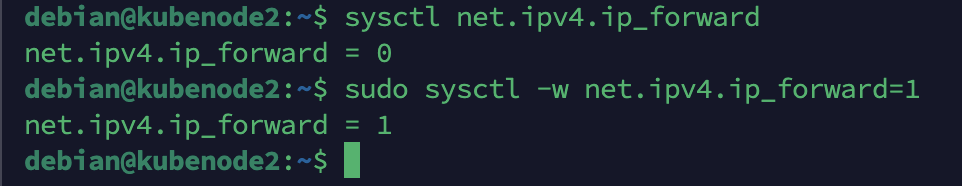 debian@kubenode2:~$ sysctl net.ipv4.ip_forward
net.ipv4.ip_forward = 0
debian@kubenode2:~$ sudo sysctl -w net.ipv4.ip_forward=1
net.ipv4.ip_forward = 1
debian@kubenode2:~$